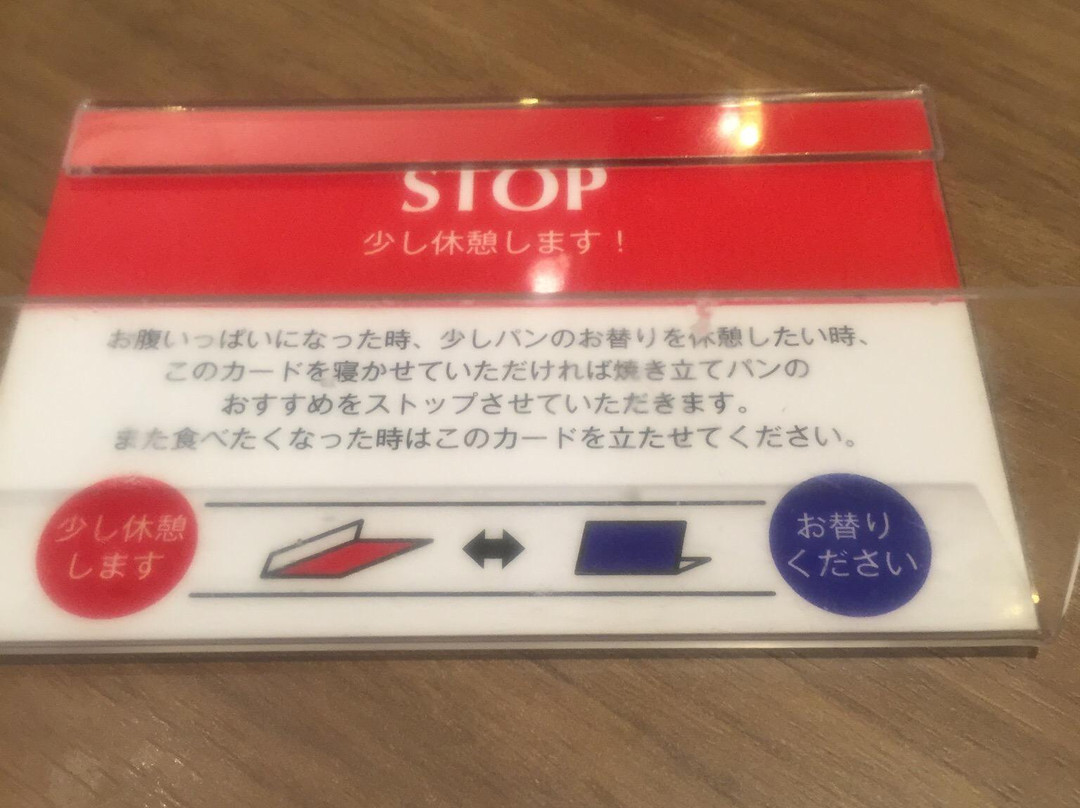 STOP
少し休憩します！
お腹いっぱいになった時、少しパンのお替りを休憩したい時、
このカードを寝かせていただければ焼き立てパンの
おすすめをストップさせていただきます。
また食べたくなった時はこのカードを立たせてください。
少し休憩
します
お替り
ください